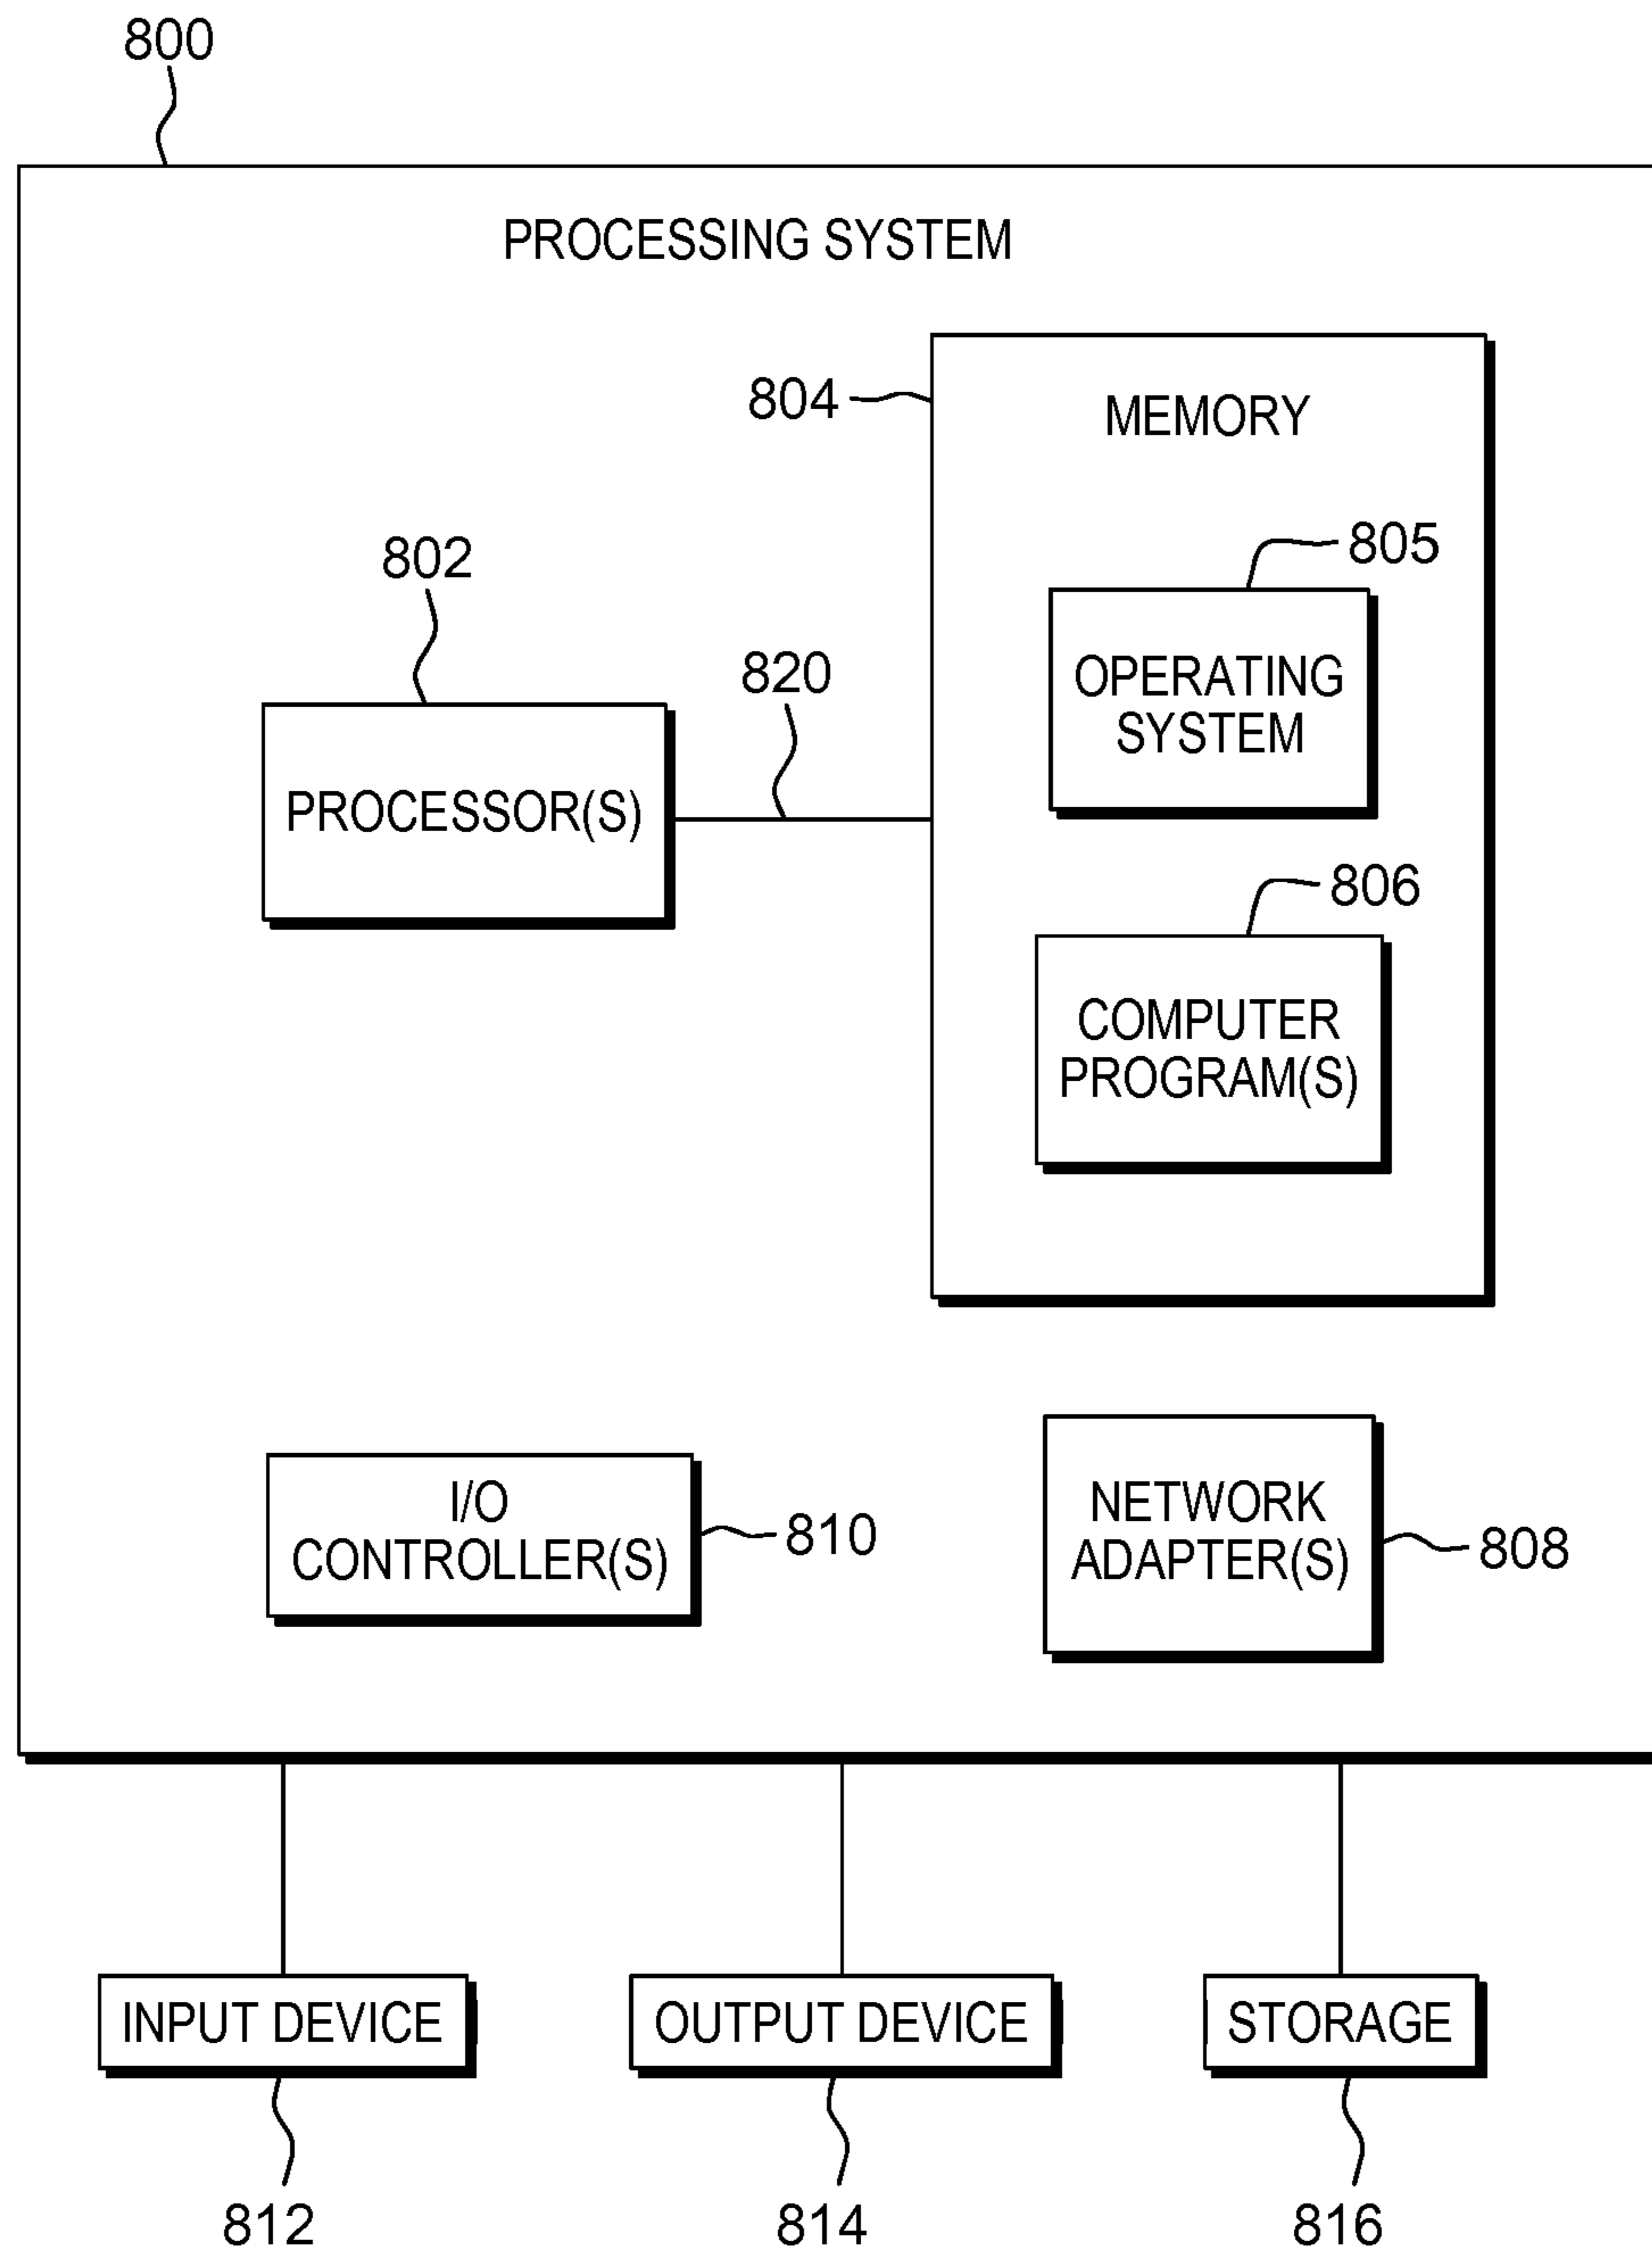 800
PROCESSING SYSTEM
804
MEMORY
805
802
OPERATING
SYSTEM
820
PROCESSOR(S)
806
COMPUTER
PROGRAM(S)
I/O
CONTROLLER(S)
810
NETWORK
ADAPTER(S)
808
INPUT DEVICE
OUTPUT DEVICE
STORAGE
812
814
816